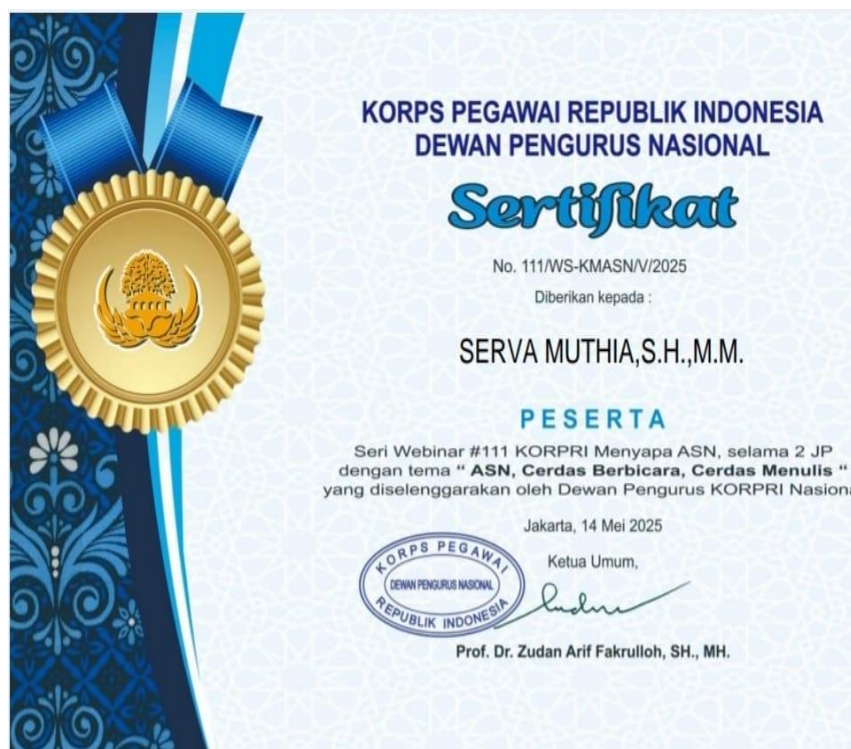 KORPS PEGAWAI REPUBLIK INDONESIA
DEWAN PENGURUS NASIONAL
Sertifikat
No. 111/WS-KMASN/V/2025
Diberikan kepada :
SERVA MUTHIA,S.H.,M.M.
PESERTA
Seri Webinar #111 KORPRI Menyapa ASN, selama 2 JP
dengan tema “ ASN, Cerdas Berbicara, Cerdas Menulis “
yang diselenggarakan oleh Dewan Pengurus KORPRI Nasiona
Jakarta, 14 Mei 2025
Ketua Umum,
KORPS PEGAWAI
DEWAN PENGURUS NASIONAL
REPUBLIK INDONESIA
Prof. Dr. Zudan Arif Fakrulloh, SH., MH.